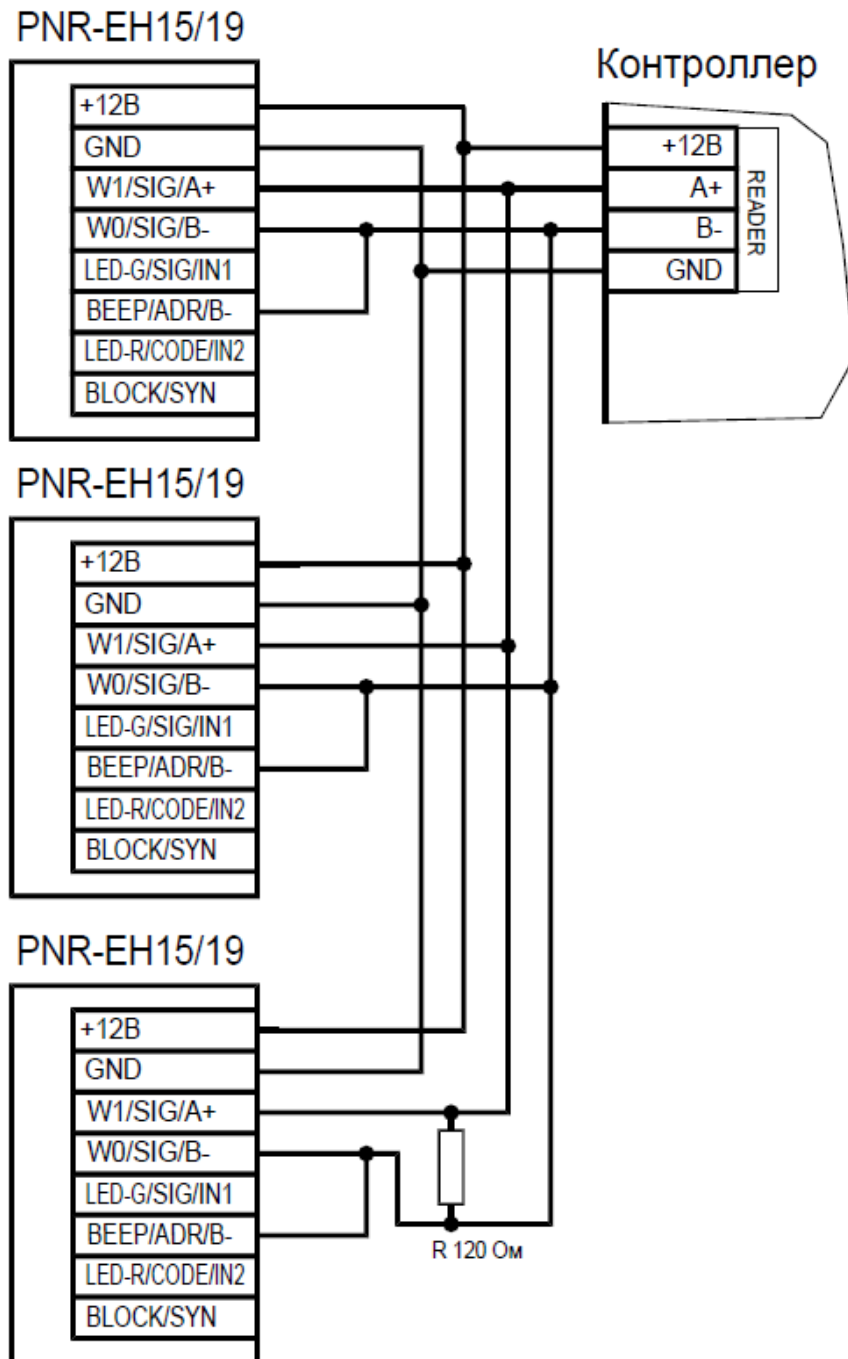 PNR-EH15/19
+12В
GND
W1/SIG/A+
W0/SIG/B-
LED-G/SIG/IN1
BEEP/ADR/B-
LED-R/CODE/IN2
BLOCK/SYN
Контроллер
+12В
A+
B-
GND
READER
PNR-EH15/19
+12В
GND
W1/SIG/A+
W0/SIG/B-
LED-G/SIG/IN1
BEEP/ADR/B-
LED-R/CODE/IN2
BLOCK/SYN
PNR-EH15/19
+12В
GND
W1/SIG/A+
W0/SIG/B-
LED-G/SIG/IN1
BEEP/ADR/B-
LED-R/CODE/IN2
BLOCK/SYN
R 120 Ом